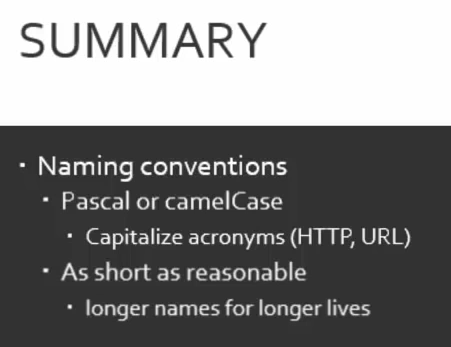 SUMMARY
· Naming conventions
· Pascal or camelCase
· Capitalize acronyms (HTTP, URL)
· As short as reasonable
· longer names for longer lives